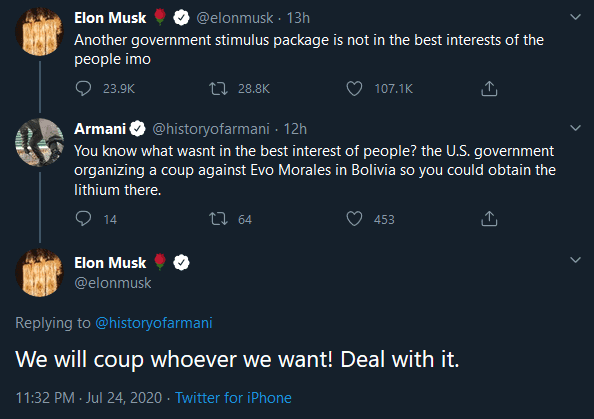 Elon Musk 🌹 @elonmusk · 13h
Another government stimulus package is not in the best interests of the
people imo
23.9K 28.8K 107.1K
Armani @historyofarmani · 12h
You know what wasnt in the best interest of people? the U.S. government
organizing a coup against Evo Morales in Bolivia so you could obtain the
lithium there.
14 64 453
Elon Musk 🌹
@elonmusk
Replying to @historyofarmani
We will coup whoever we want! Deal with it.
11:32 PM · Jul 24, 2020 · Twitter for iPhone